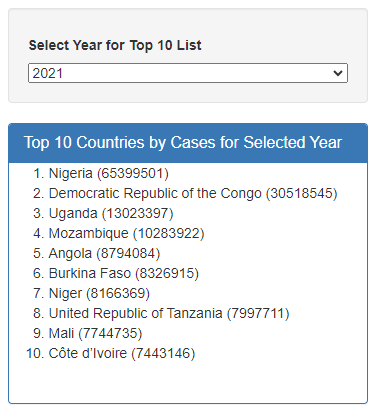 Select Year for Top 10 List
2021
Top 10 Countries by Cases for Selected Year
1. Nigeria (65399501)
2. Democratic Republic of the Congo (30518545)
3. Uganda (13023397)
4. Mozambique (10283922)
5. Angola (8794084)
6. Burkina Faso (8326915)
7. Niger (8166369)
8. United Republic of Tanzania (7997711)
9. Mali (7744735)
10. Côte d’Ivoire (7443146)